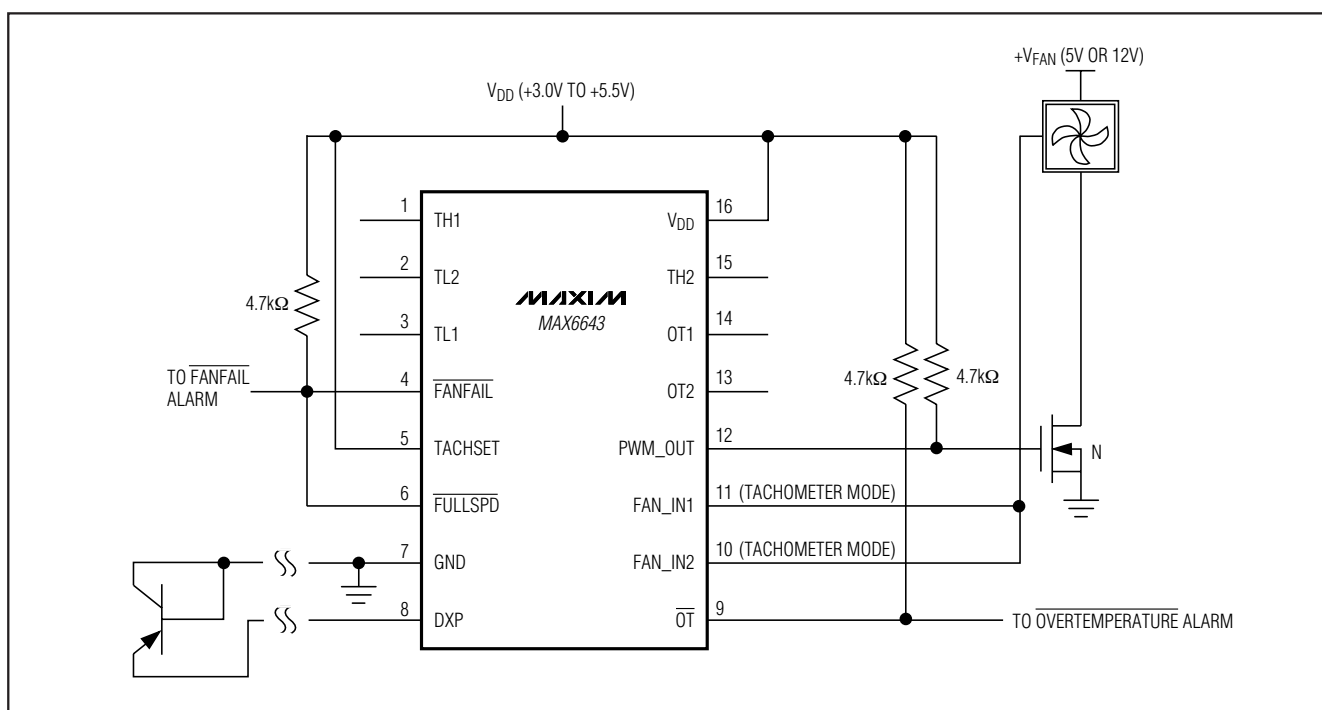 +VFAN (5V OR 12V)
VDD (+3.0V TO +5.5V)
1 TH1
VDD 16
2 TL2
TH2 15
4.7kΩ
MAXIM
MAX6643
3 TL1
OT1 14
TO FANFAIL
ALARM
4 FANFAIL
OT2 13
4.7kΩ
4.7kΩ
5 TACHSET
PWM_OUT 12
N
6 FULLSPD
FAN_IN1 11 (TACHOMETER MODE)
7 GND
FAN_IN2 10 (TACHOMETER MODE)
8 DXP
OT 9
TO OVERTEMPERATURE ALARM